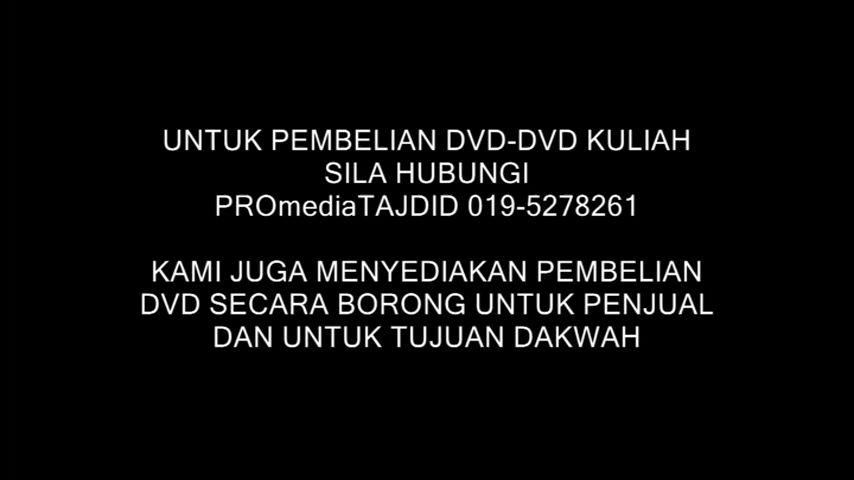 UNTUK PEMBELIAN DVD-DVD KULIAH
SILA HUBUNGI
PROmediaTAJDID 019-5278261
KAMI JUGA MENYEDIAKAN PEMBELIAN
DVD SECARA BORONG UNTUK PENJUAL
DAN UNTUK TUJUAN DAKWAH